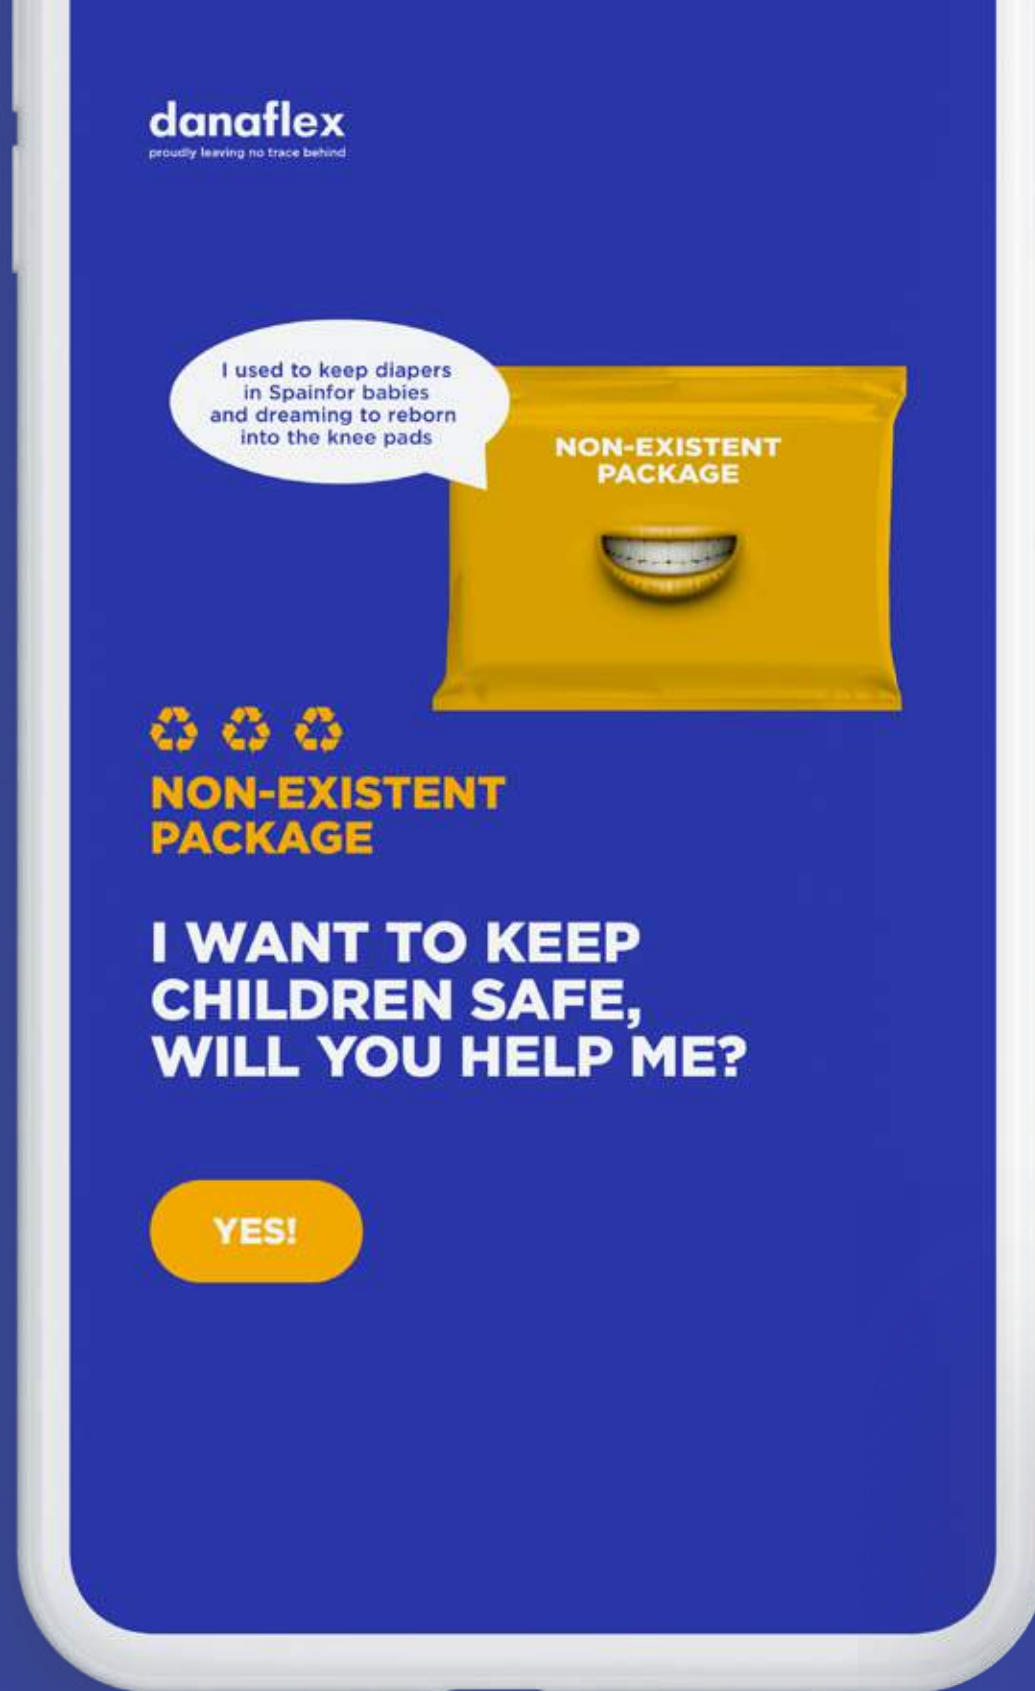 danaflex
proudly leaving no trace behind
I used to keep diapers
in Spainfor babies
and dreaming to reborn
into the knee pads
NON-EXISTENT
PACKAGE
NON-EXISTENT
PACKAGE
I WANT TO KEEP
CHILDREN SAFE,
WILL YOU HELP ME?
YES!